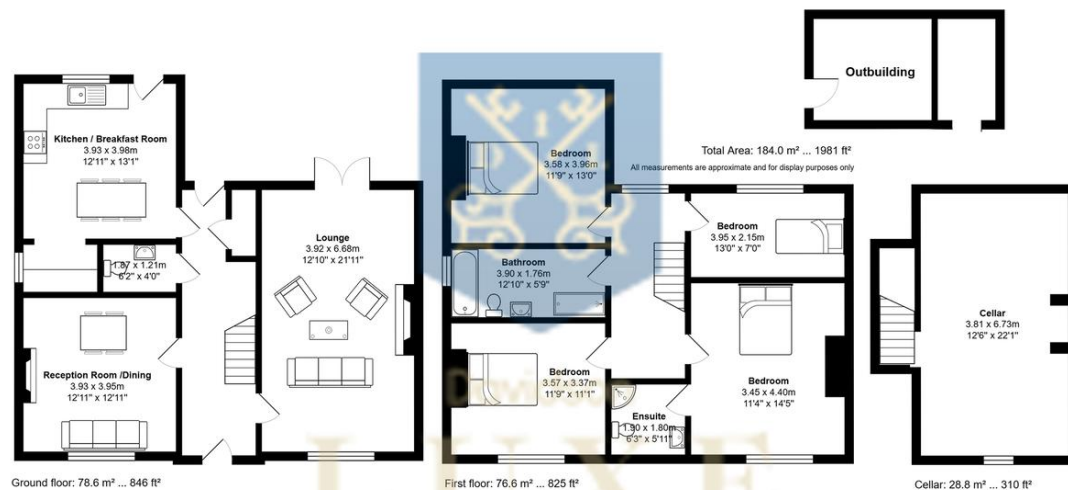 Outbuilding
Total Area: 184.0 m² ... 1981 ft²
All measurements are approximate and for display purposes only
Kitchen / Breakfast Room
3.93 x 3.98m
12'11" x 13'1"
1.87 x 1.21m
6'2" x 4'0"
Reception Room /Dining
3.93 x 3.95m
12'11" x 12'11"
Lounge
3.92 x 6.68m
12'10" x 21'11"
Ground floor: 78.6 m² ... 846 ft²
Bedroom
3.58 x 3.96m
11'9" x 13'0"
Bedroom
3.95 x 2.15m
13'0" x 7'0"
Bathroom
3.90 x 1.76m
12'10" x 5'9"
Bedroom
3.57 x 3.37m
11'9" x 11'1"
Ensuite
1.90 x 1.80m
6'3" x 5'11"
Bedroom
3.45 x 4.40m
11'4" x 14'5"
First floor: 76.6 m² ... 825 ft²
Cellar
3.81 x 6.73m
12'6" x 22'1"
Cellar: 28.8 m² ... 310 ft²
LUXE